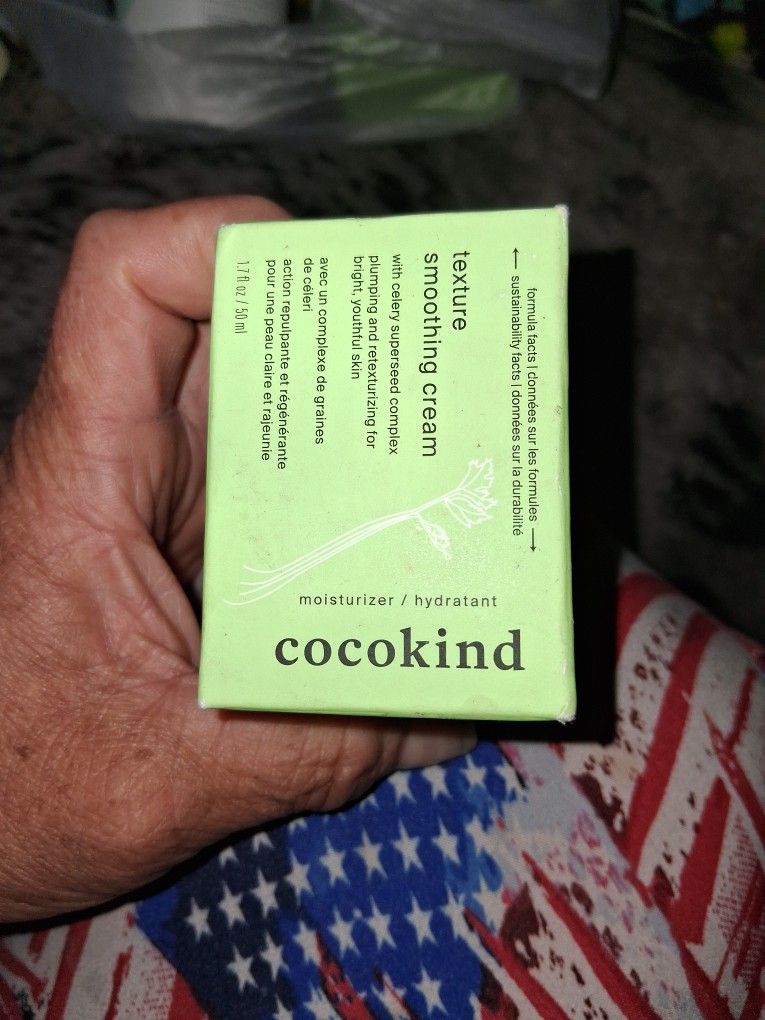 cocokind
moisturizer / hydratant
formula facts | données sur les formules →
← sustainability facts | données sur la durabilité
texture
smoothing cream
with celery superseed complex
plumping and retexturizing for
bright, youthful skin
avec un complexe de graines
de céleri
action repulpante et régénérante
pour une peau claire et rajeunie
1.7 fl oz / 50 ml